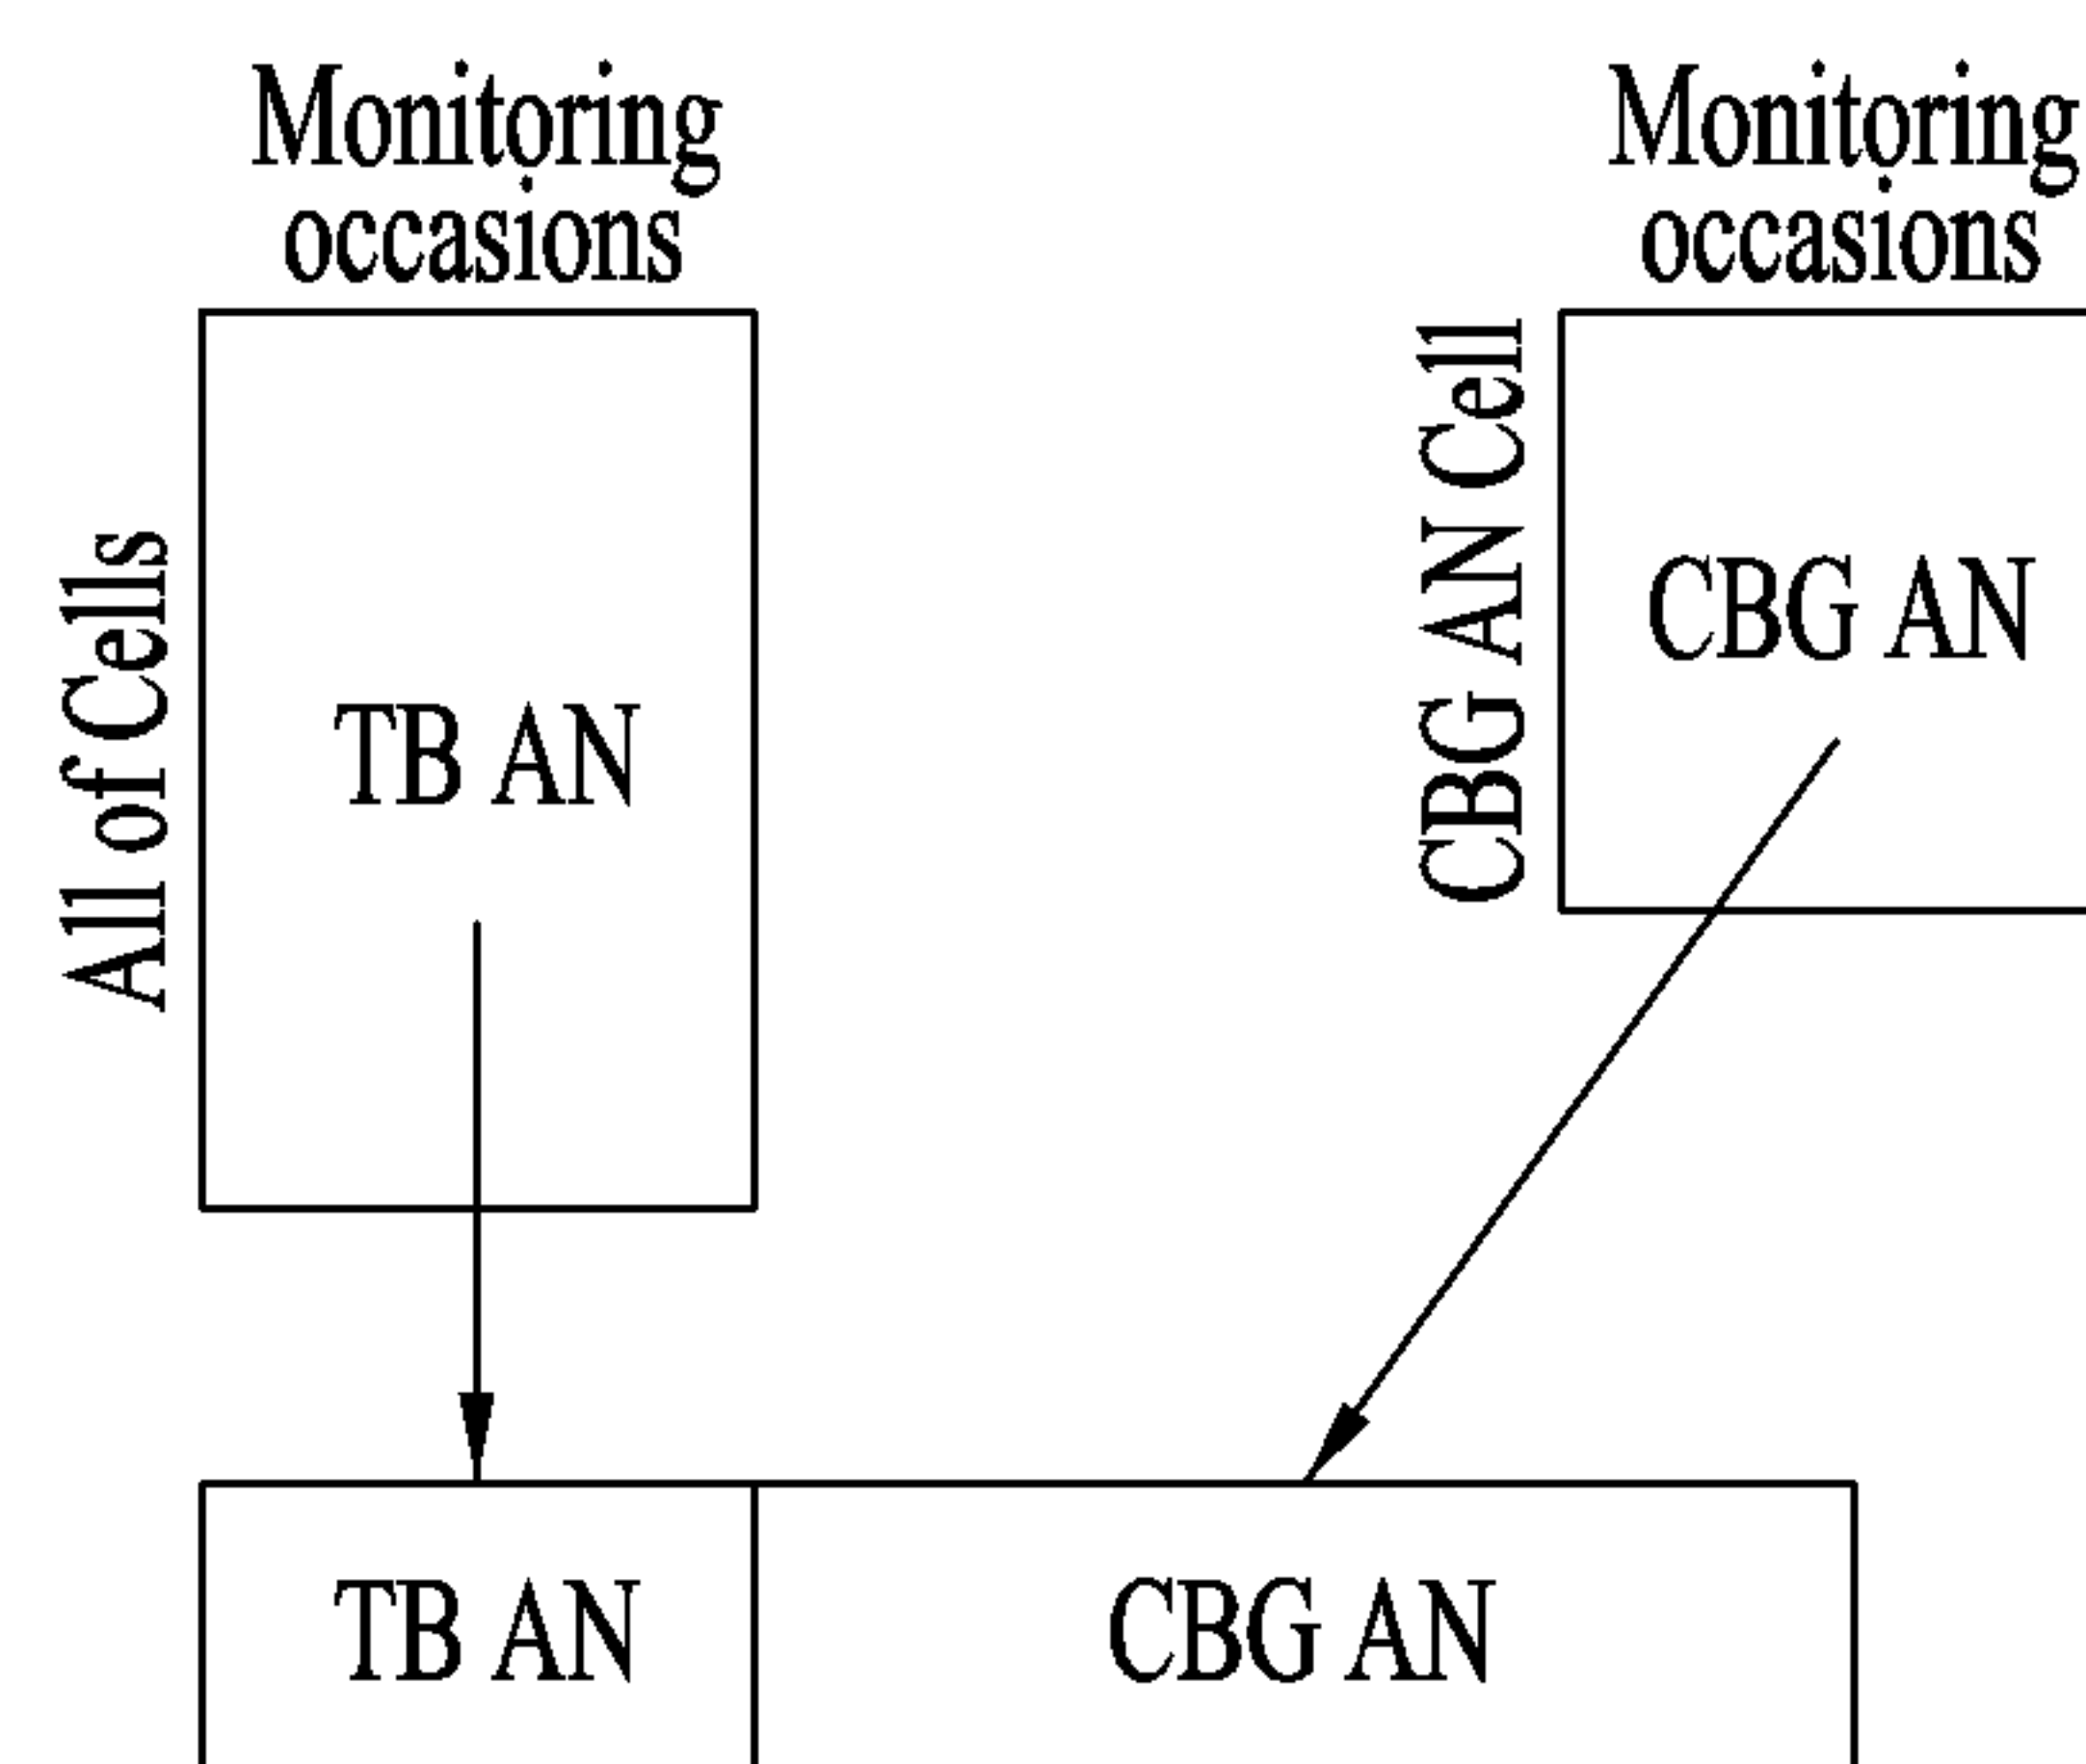 Monitoring
occasions
All of Cells
TB AN
Monitoring
occasions
CBG AN Cell
CBG AN
TB AN
CBG AN